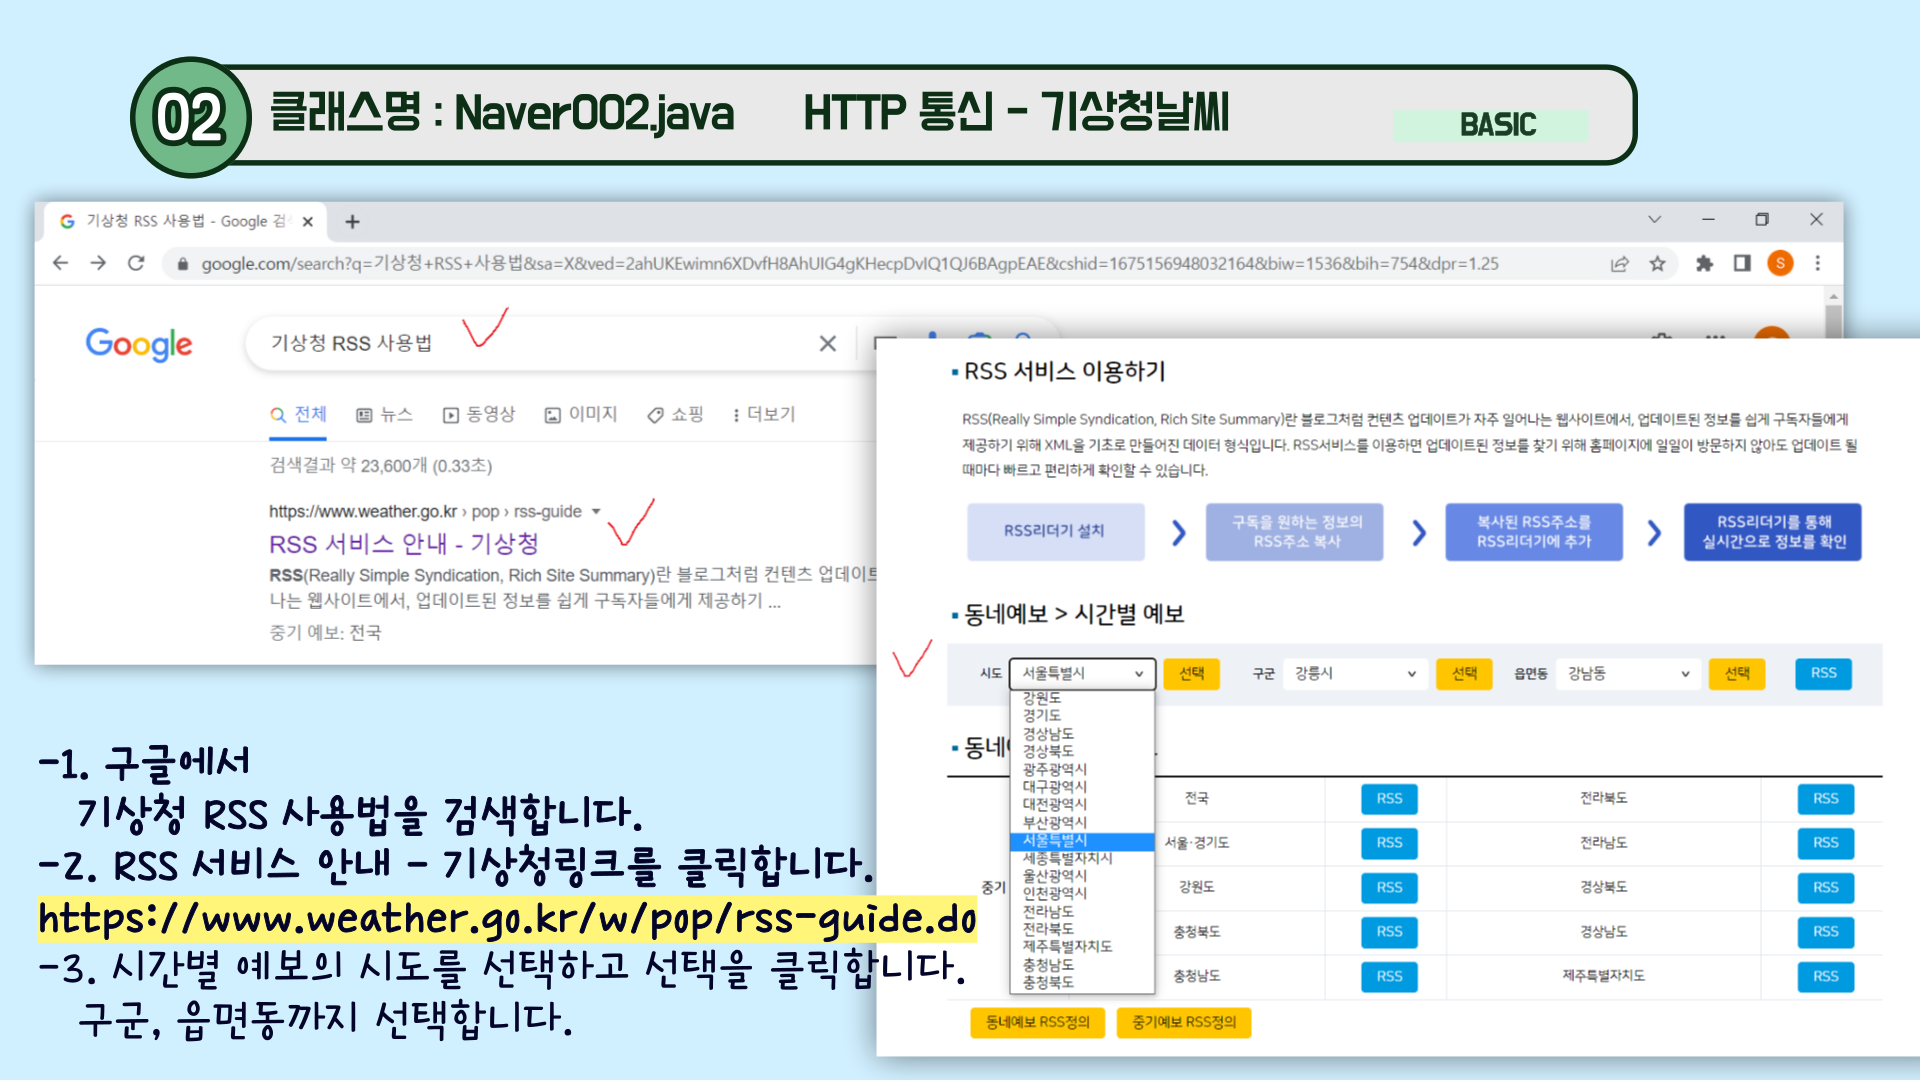 02
클래스명 : Naver002.java HTTP 통신 - 기상청날씨
BASIC
기상청 RSS 사용법 - Google 검
google.com/search?q=기상청+RSS+사용법&sa=X&ved=2ahUKEwimn6XDvfH8AhUIG4gKHecpDvIQ1QJ6BAgpEAE&cshid=1675156948032164&biw=1536&bih=754&dpr=1.25
S
Google
기상청 RSS 사용법
전체 뉴스 동영상 이미지 쇼핑 더보기
검색결과 약 23,600개 (0.33초)
https://www.weather.go.kr › pop › rss-guide
RSS 서비스 안내 - 기상청
RSS(Really Simple Syndication, Rich Site Summary)란 블로그처럼 컨텐츠 업데이트
나는 웹사이트에서, 업데이트된 정보를 쉽게 구독자들에게 제공하기 ...
중기 예보: 전국
RSS 서비스 이용하기
RSS(Really Simple Syndication, Rich Site Summary)란 블로그처럼 컨텐츠 업데이트가 자주 일어나는 웹사이트에서, 업데이트된 정보를 쉽게 구독자들에게
제공하기 위해 XML을 기초로 만들어진 데이터 형식입니다. RSS서비스를 이용하면 업데이트된 정보를 찾기 위해 홈페이지에 일일이 방문하지 않아도 업데이트 될
때마다 빠르고 편리하게 확인할 수 있습니다.
RSS리더기 설치
구독을 원하는 정보의
RSS주소 복사
복사된 RSS주소를
RSS리더기에 추가
RSS리더기를 통해
실시간으로 정보를 확인
동네예보 > 시간별 예보
시도 서울특별시 선택 구군 강릉시 선택 읍면동 강남동 선택 RSS
강원도
경기도
경상남도
경상북도
광주광역시
대구광역시
대전광역시
부산광역시
서울특별시
세종특별자치시
울산광역시
인천광역시
전라남도
전라북도
제주특별자치도
충청남도
충청북도
동네
중기
전국 RSS 전라북도 RSS
서울·경기도 RSS 전라남도 RSS
강원도 RSS 경상북도 RSS
충청북도 RSS 경상남도 RSS
충청남도 RSS 제주특별자치도 RSS
동네예보 RSS정의 중기예보 RSS정의
-1. 구글에서
기상청 RSS 사용법을 검색합니다.
-2. RSS 서비스 안내 - 기상청링크를 클릭합니다.
https://www.weather.go.kr/w/pop/rss-guide.do
-3. 시간별 예보의 시도를 선택하고 선택을 클릭합니다.
구군, 읍면동까지 선택합니다.